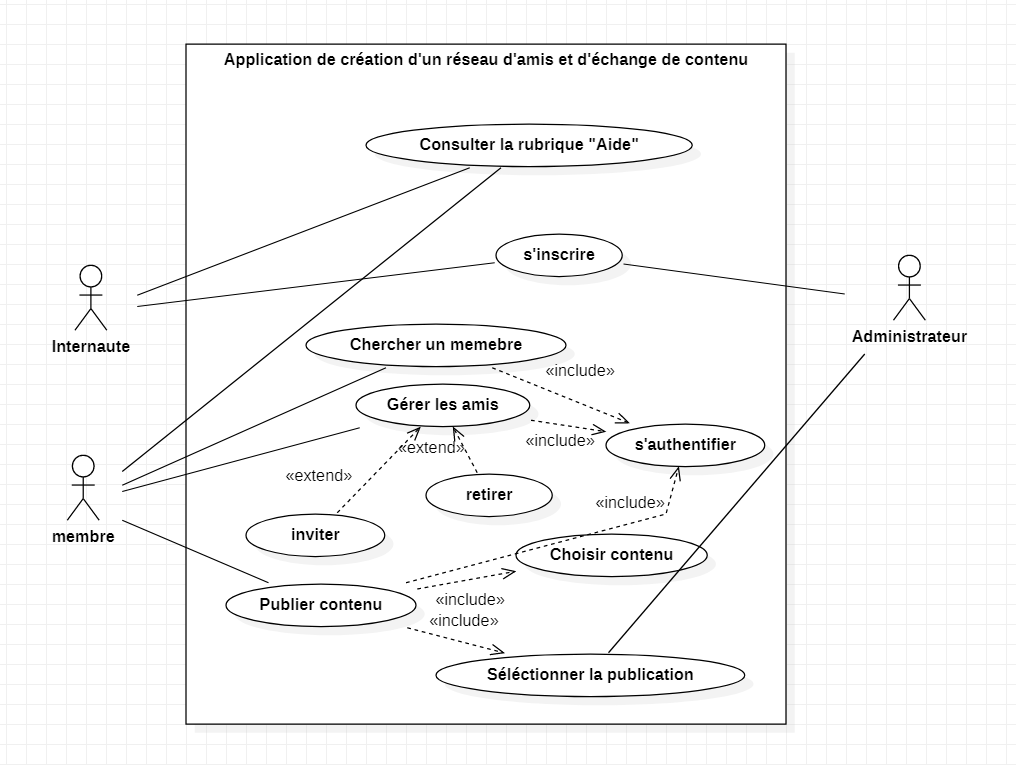 Application de création d'un réseau d'amis et d'échange de contenu
Consulter la rubrique "Aide"
s'inscrire
Internaute
Administrateur
Chercher un memebre
«include»
Gérer les amis
«include»
s'authentifier
«extend»
«extend»
retirer
«include»
membre
inviter
Choisir contenu
Publier contenu
«include»
«include»
Séléctionner la publication